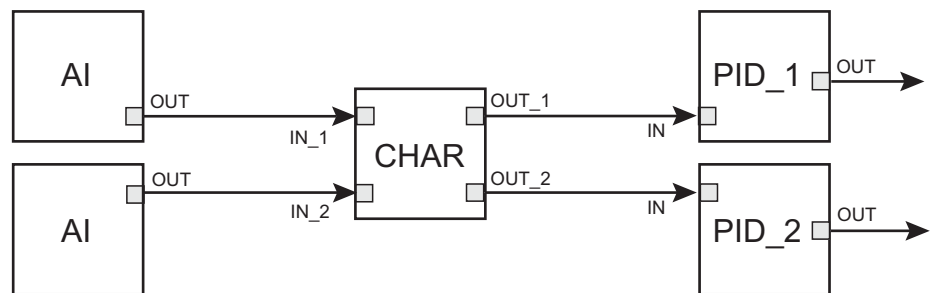 AI
OUT
IN_1
AI
OUT
IN_2
CHAR
OUT_1
OUT_2
IN
IN
PID_1
OUT
PID_2
OUT